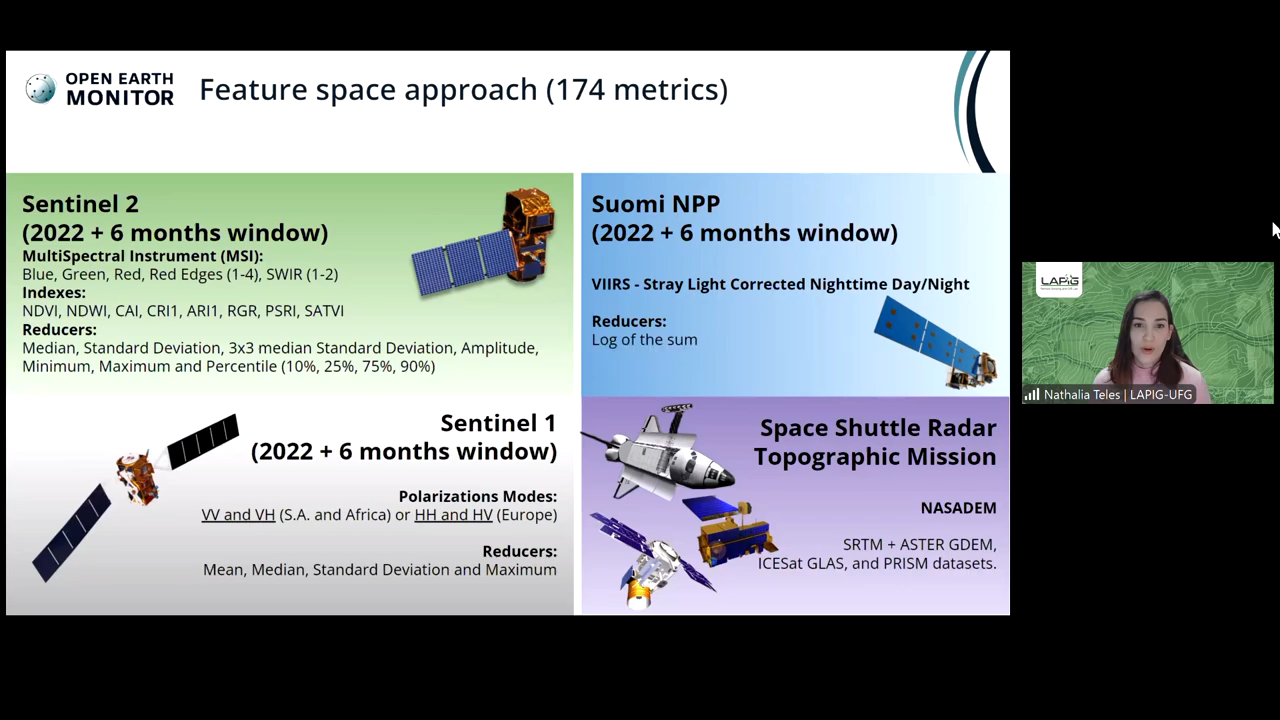 OPEN EARTH
MONITOR
Feature space approach (174 metrics)
Sentinel 2
(2022 + 6 months window)
MultiSpectral Instrument (MSI):
Blue, Green, Red, Red Edges (1-4), SWIR (1-2)
Indexes:
NDVI, NDWI, CAI, CRI1, ARI1, RGR, PSRI, SATVI
Reducers:
Median, Standard Deviation, 3x3 median Standard Deviation, Amplitude,
Minimum, Maximum and Percentile (10%, 25%, 75%, 90%)
Suomi NPP
(2022 + 6 months window)
VIIRS - Stray Light Corrected Nighttime Day/Night
Reducers:
Log of the sum
Sentinel 1
(2022 + 6 months window)
Polarizations Modes:
VV and VH (S.A. and Africa) or HH and HV (Europe)
Reducers:
Mean, Median, Standard Deviation and Maximum
Space Shuttle Radar
Topographic Mission
NASADEM
SRTM + ASTER GDEM,
ICESat GLAS, and PRISM datasets.
LAPIG
Nathalia Teles | LAPIG-UFG